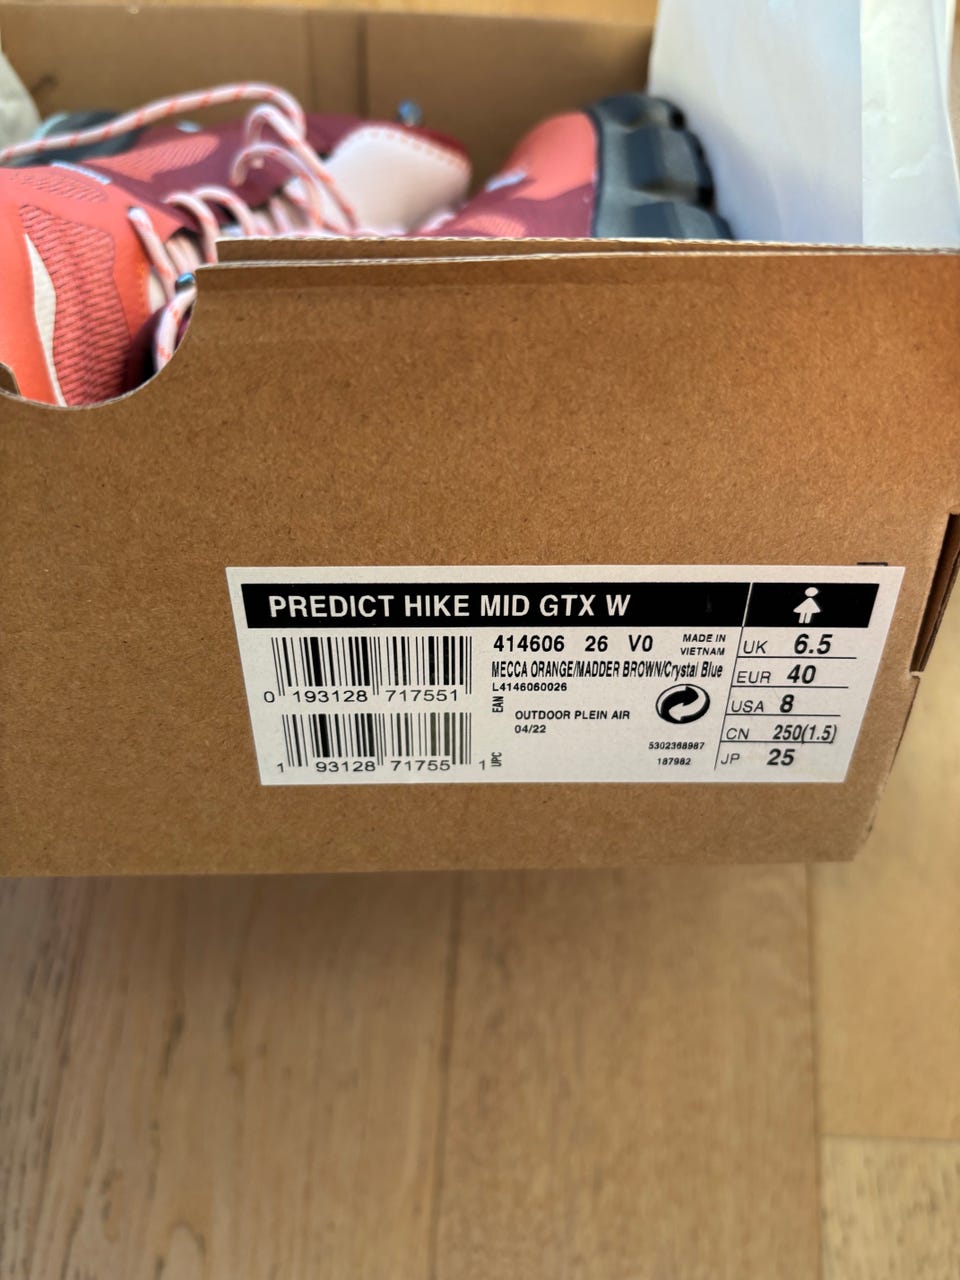 PREDICT HIKE MID GTX W
0 193128 717551
1 93128 71755 1
EAN
UPC
414606 26 V0
MADE IN
VIETNAM
MECCA ORANGE/MADDER BROWN/Crystal Blue
L4146060026
OUTDOOR PLEIN AIR
04/22
5302368987
187982
UK 6.5
EUR 40
USA 8
CN 250(1.5)
JP 25